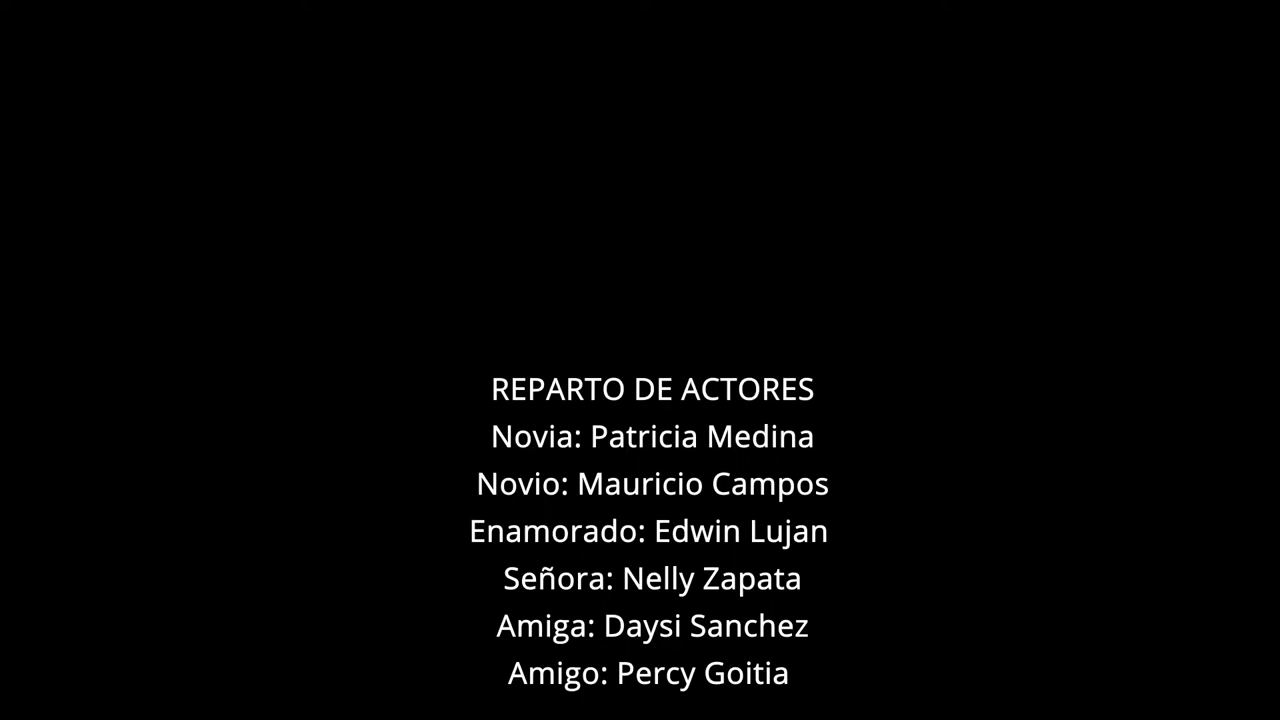 REPARTO DE ACTORES
Novia: Patricia Medina
Novio: Mauricio Campos
Enamorado: Edwin Lujan
Señora: Nelly Zapata
Amiga: Daysi Sanchez
Amigo: Percy Goitia